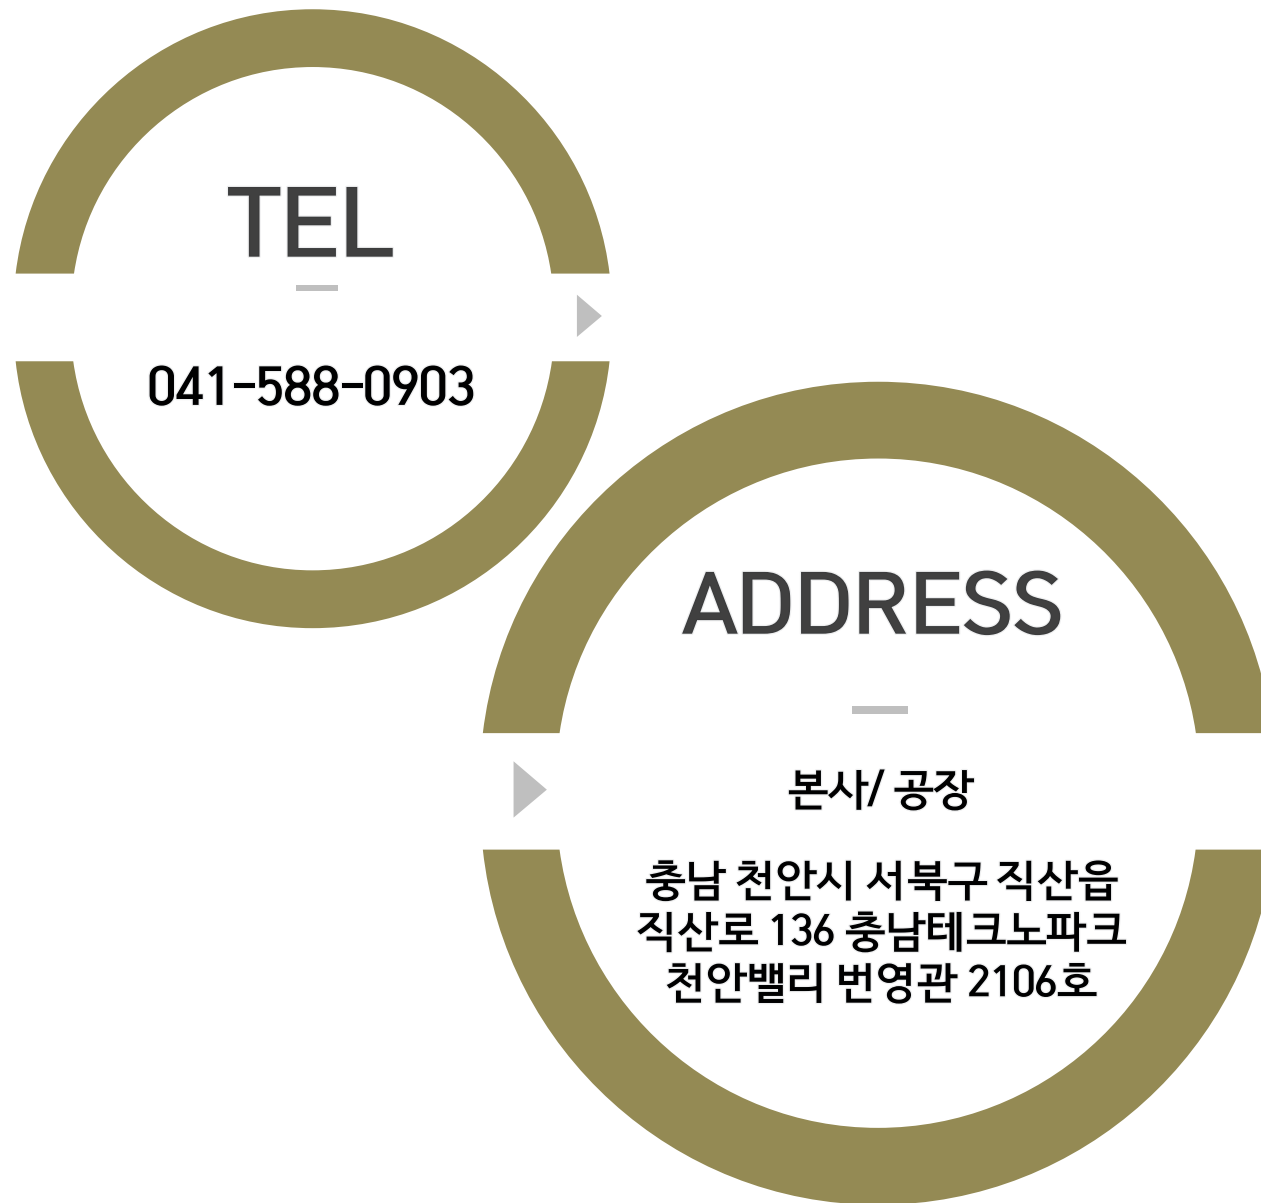 TEL
041-588-0903
ADDRESS
본사/ 공장
충남 천안시 서북구 직산읍
직산로 136 충남테크노파크
천안밸리 번영관 2106호